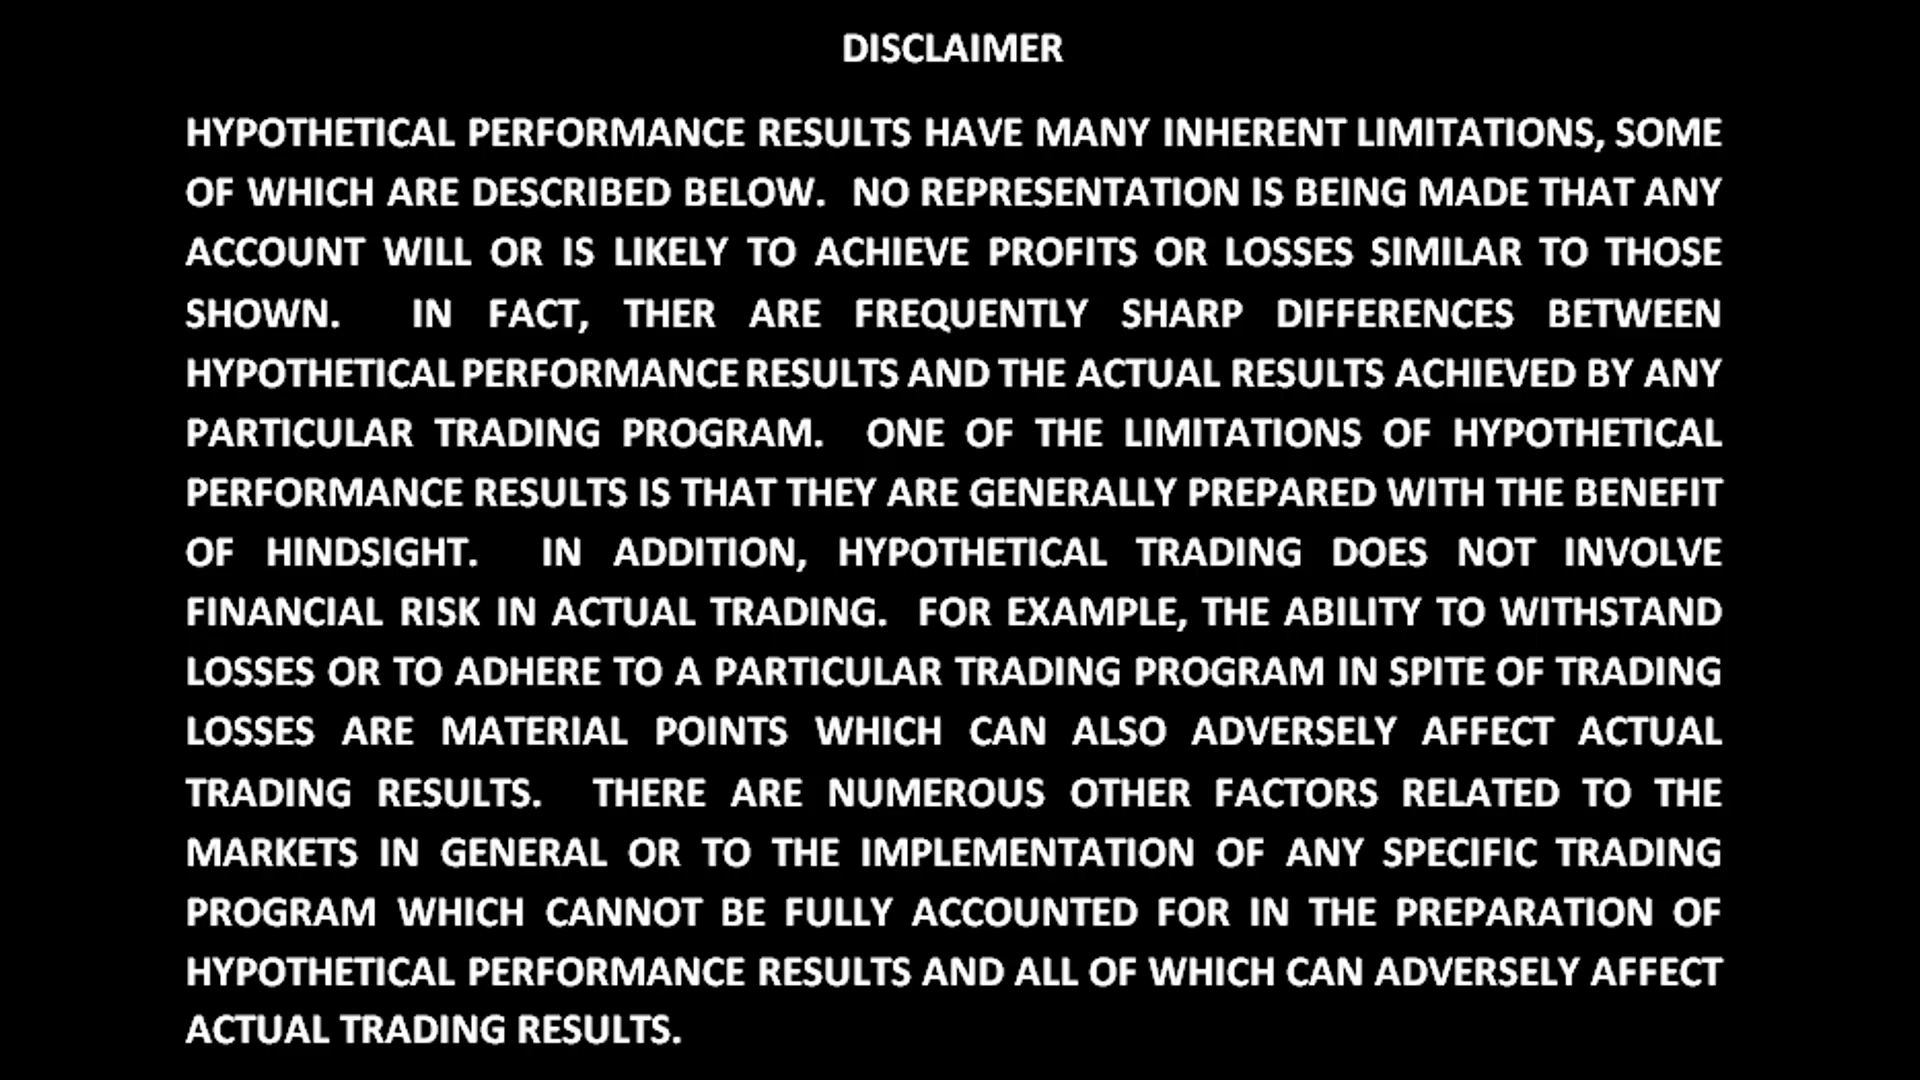 DISCLAIMER
HYPOTHETICAL PERFORMANCE RESULTS HAVE MANY INHERENT LIMITATIONS, SOME
OF WHICH ARE DESCRIBED BELOW. NO REPRESENTATION IS BEING MADE THAT ANY
ACCOUNT WILL OR IS LIKELY TO ACHIEVE PROFITS OR LOSSES SIMILAR TO THOSE
SHOWN. IN FACT, THER ARE FREQUENTLY SHARP DIFFERENCES BETWEEN
HYPOTHETICAL PERFORMANCE RESULTS AND THE ACTUAL RESULTS ACHIEVED BY ANY
PARTICULAR TRADING PROGRAM. ONE OF THE LIMITATIONS OF HYPOTHETICAL
PERFORMANCE RESULTS IS THAT THEY ARE GENERALLY PREPARED WITH THE BENEFIT
OF HINDSIGHT. IN ADDITION, HYPOTHETICAL TRADING DOES NOT INVOLVE
FINANCIAL RISK IN ACTUAL TRADING. FOR EXAMPLE, THE ABILITY TO WITHSTAND
LOSSES OR TO ADHERE TO A PARTICULAR TRADING PROGRAM IN SPITE OF TRADING
LOSSES ARE MATERIAL POINTS WHICH CAN ALSO ADVERSELY AFFECT ACTUAL
TRADING RESULTS. THERE ARE NUMEROUS OTHER FACTORS RELATED TO THE
MARKETS IN GENERAL OR TO THE IMPLEMENTATION OF ANY SPECIFIC TRADING
PROGRAM WHICH CANNOT BE FULLY ACCOUNTED FOR IN THE PREPARATION OF
HYPOTHETICAL PERFORMANCE RESULTS AND ALL OF WHICH CAN ADVERSELY AFFECT
ACTUAL TRADING RESULTS.